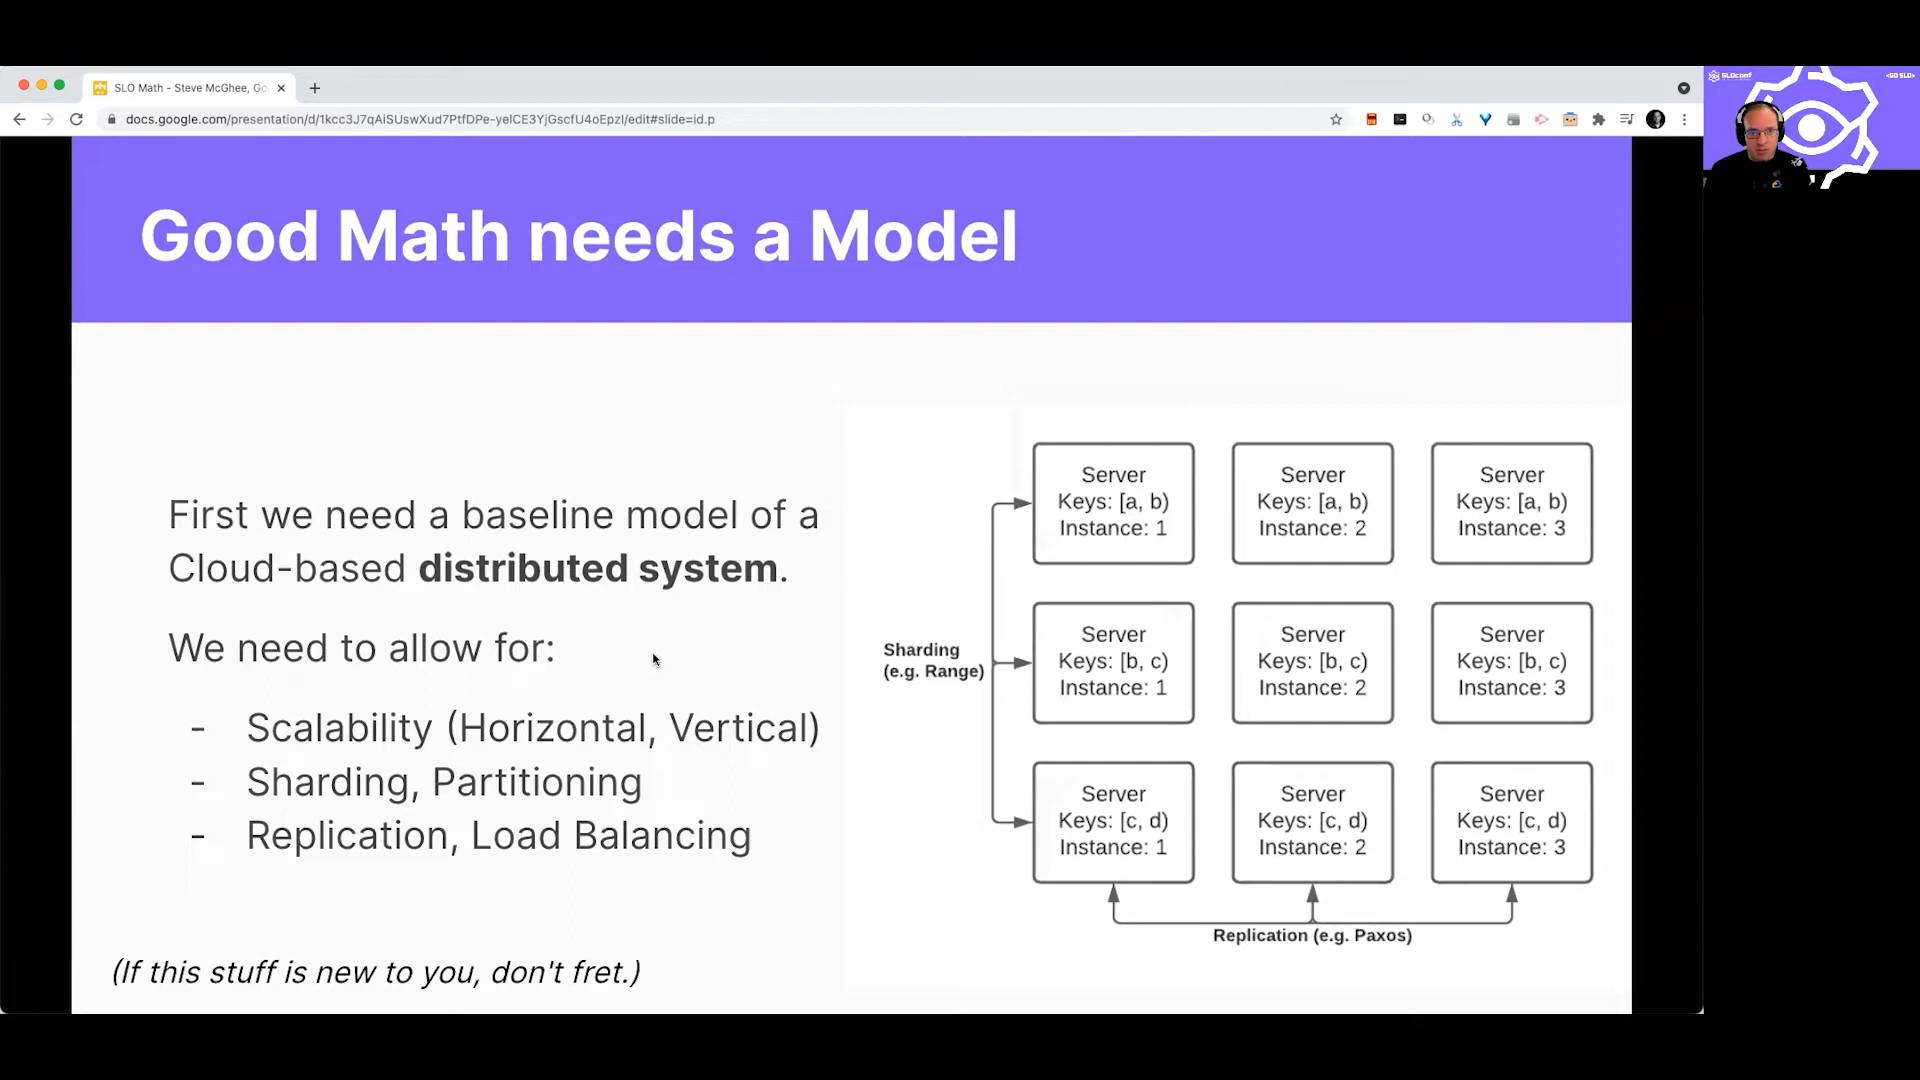 SLO Math - Steve McGhee, Go
docs.google.com/presentation/d/1kcc3J7qAiSUswXud7PtfDPe-yelCE3YjGscfU4oEpzI/edit#slide=id.p
SLOconf
<GO SLO>
Good Math needs a Model
First we need a baseline model of a
Cloud-based distributed system.
We need to allow for:
- Scalability (Horizontal, Vertical)
- Sharding, Partitioning
- Replication, Load Balancing
(If this stuff is new to you, don't fret.)
Sharding
(e.g. Range)
Server
Keys: [a, b)
Instance: 1
Server
Keys: [a, b)
Instance: 2
Server
Keys: [a, b)
Instance: 3
Server
Keys: [b, c)
Instance: 1
Server
Keys: [b, c)
Instance: 2
Server
Keys: [b, c)
Instance: 3
Server
Keys: [c, d)
Instance: 1
Server
Keys: [c, d)
Instance: 2
Server
Keys: [c, d)
Instance: 3
Replication (e.g. Paxos)